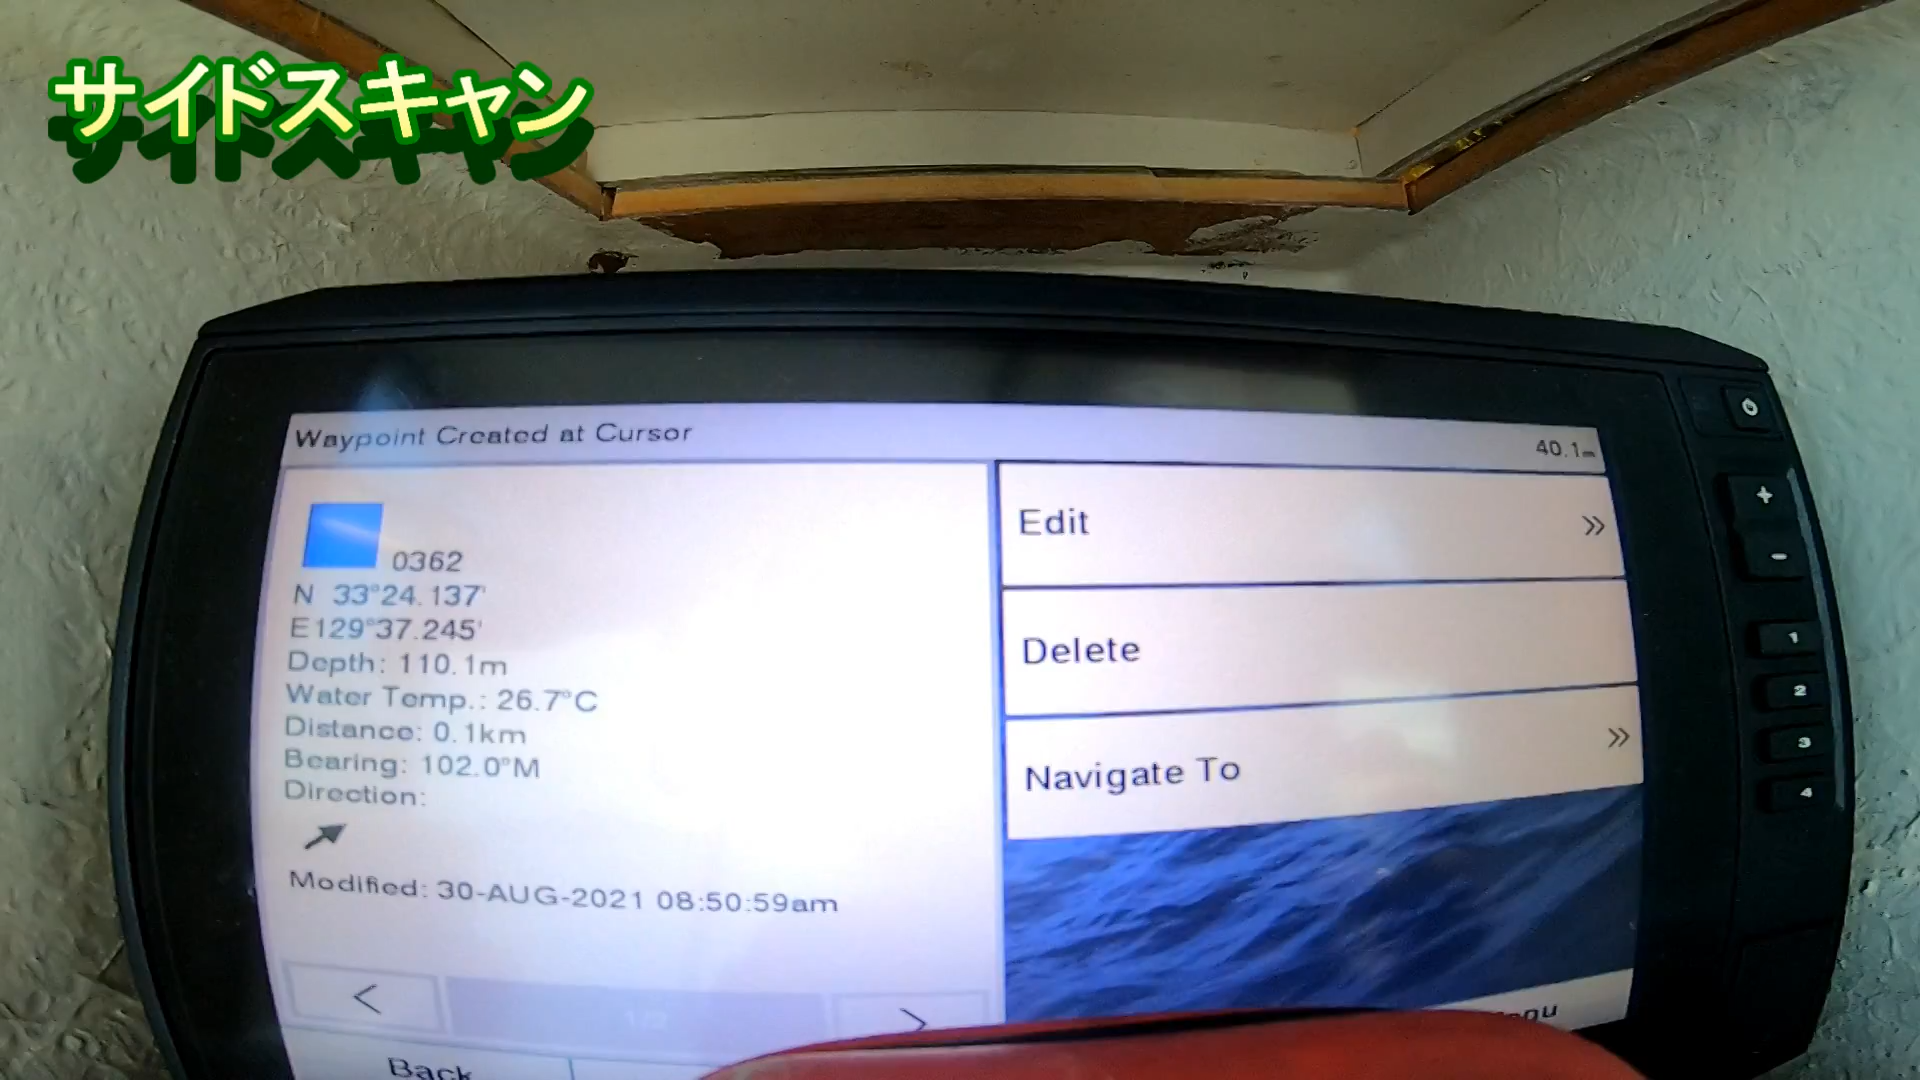 サイドスキャン
Waypoint Created at Cursor
40.1m
0362
N 33°24.137'
E129°37.245'
Depth: 110.1m
Water Temp.: 26.7°C
Distance: 0.1km
Bearing: 102.0°M
Direction:
Modified: 30-AUG-2021 08:50:59am
<
>
Back
Edit »
Delete
Navigate To »
+
-
1
2
3
4